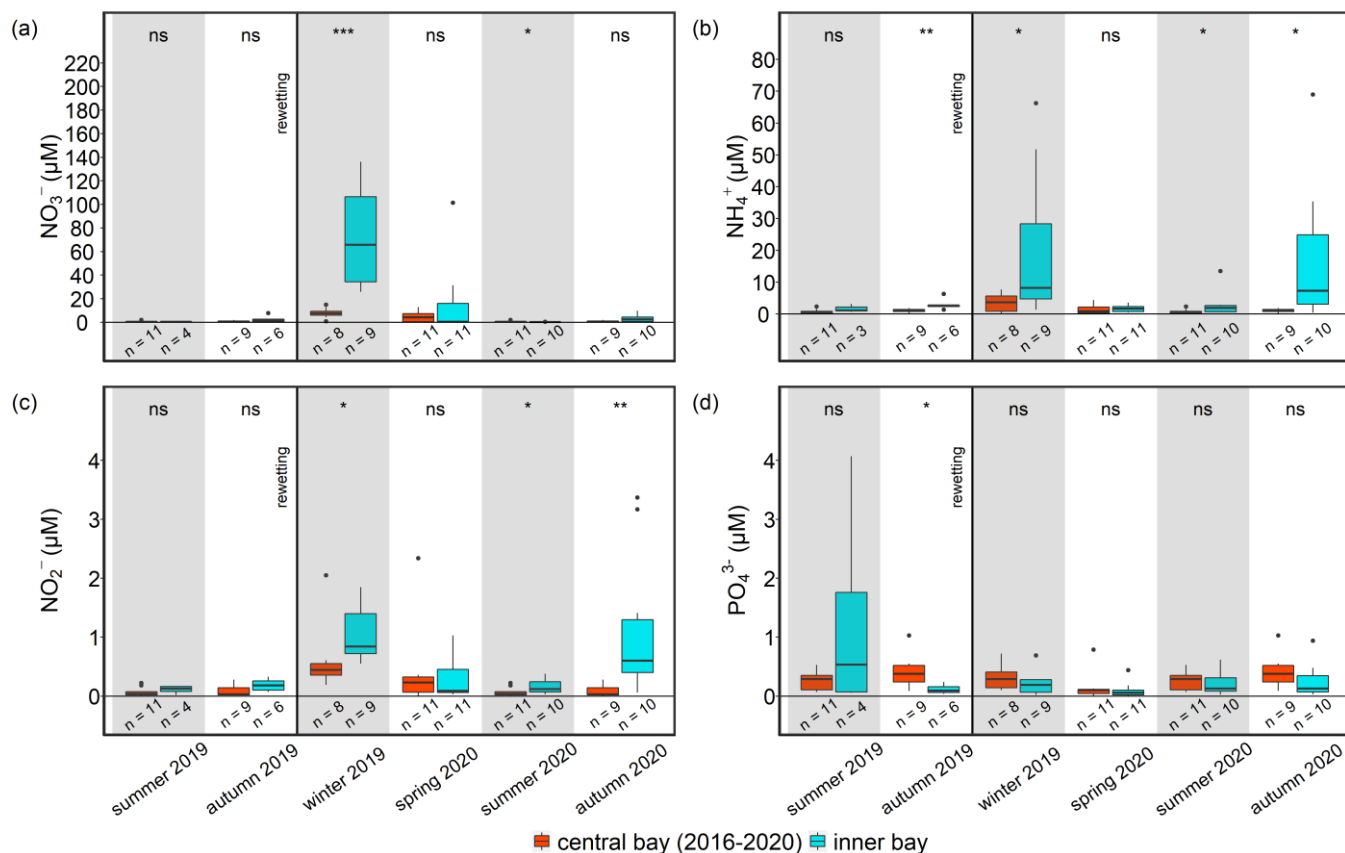 (a)
ns ns *** ns * ns
220
200
180
160
140
120
100
80
60
40
20
0
NO₃⁻ (µM)
rewetting
n = 11 n = 4 n = 9 n = 6 n = 8 n = 9 n = 11 n = 11 n = 11 n = 10 n = 9 n = 10
(b)
ns ** * ns * *
80
70
60
50
40
30
20
10
0
NH₄⁺ (µM)
rewetting
n = 11 n = 3 n = 9 n = 6 n = 8 n = 9 n = 11 n = 11 n = 11 n = 10 n = 9 n = 10
(c)
ns ns * ns * **
4
3
2
1
0
NO₂⁻ (µM)
rewetting
n = 11 n = 4 n = 9 n = 6 n = 8 n = 9 n = 11 n = 11 n = 11 n = 10 n = 9 n = 10
summer 2019 autumn 2019 winter 2019 spring 2020 summer 2020 autumn 2020
(d)
ns * ns ns ns ns
4
3
2
1
0
PO₄³⁻ (µM)
rewetting
n = 11 n = 4 n = 9 n = 6 n = 8 n = 9 n = 11 n = 11 n = 11 n = 10 n = 9 n = 10
summer 2019 autumn 2019 winter 2019 spring 2020 summer 2020 autumn 2020
central bay (2016-2020) inner bay